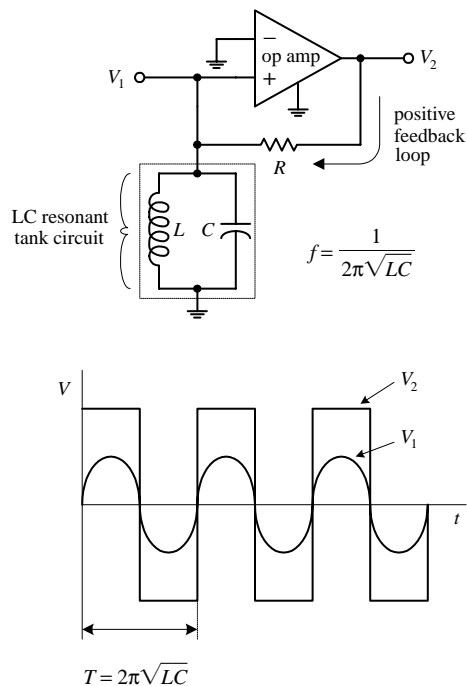 −
op amp
+
V₁
V₂
positive
feedback
loop
R
LC resonant
tank circuit
L
C
f = 1 / 2π√LC
V
V₂
V₁
t
T = 2π√LC